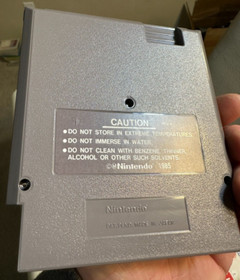 CAUTION
● DO NOT STORE IN EXTREME TEMPERATURES.
● DO NOT IMMERSE IN WATER.
● DO NOT CLEAN WITH BENZENE, THINNER,
ALCOHOL OR OTHER SUCH SOLVENTS.
©Nintendo 1985
Nintendo